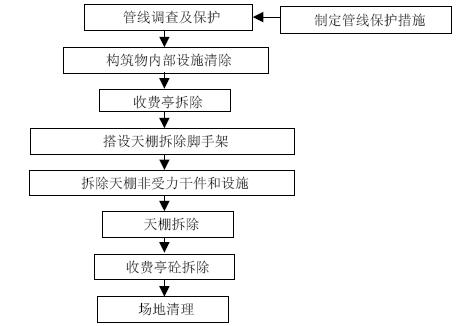 管线调查及保护
制定管线保护措施
构筑物内部设施清除
收费亭拆除
搭设天棚拆除脚手架
拆除天棚非受力干件和设施
天棚拆除
收费亭砼拆除
场地清理